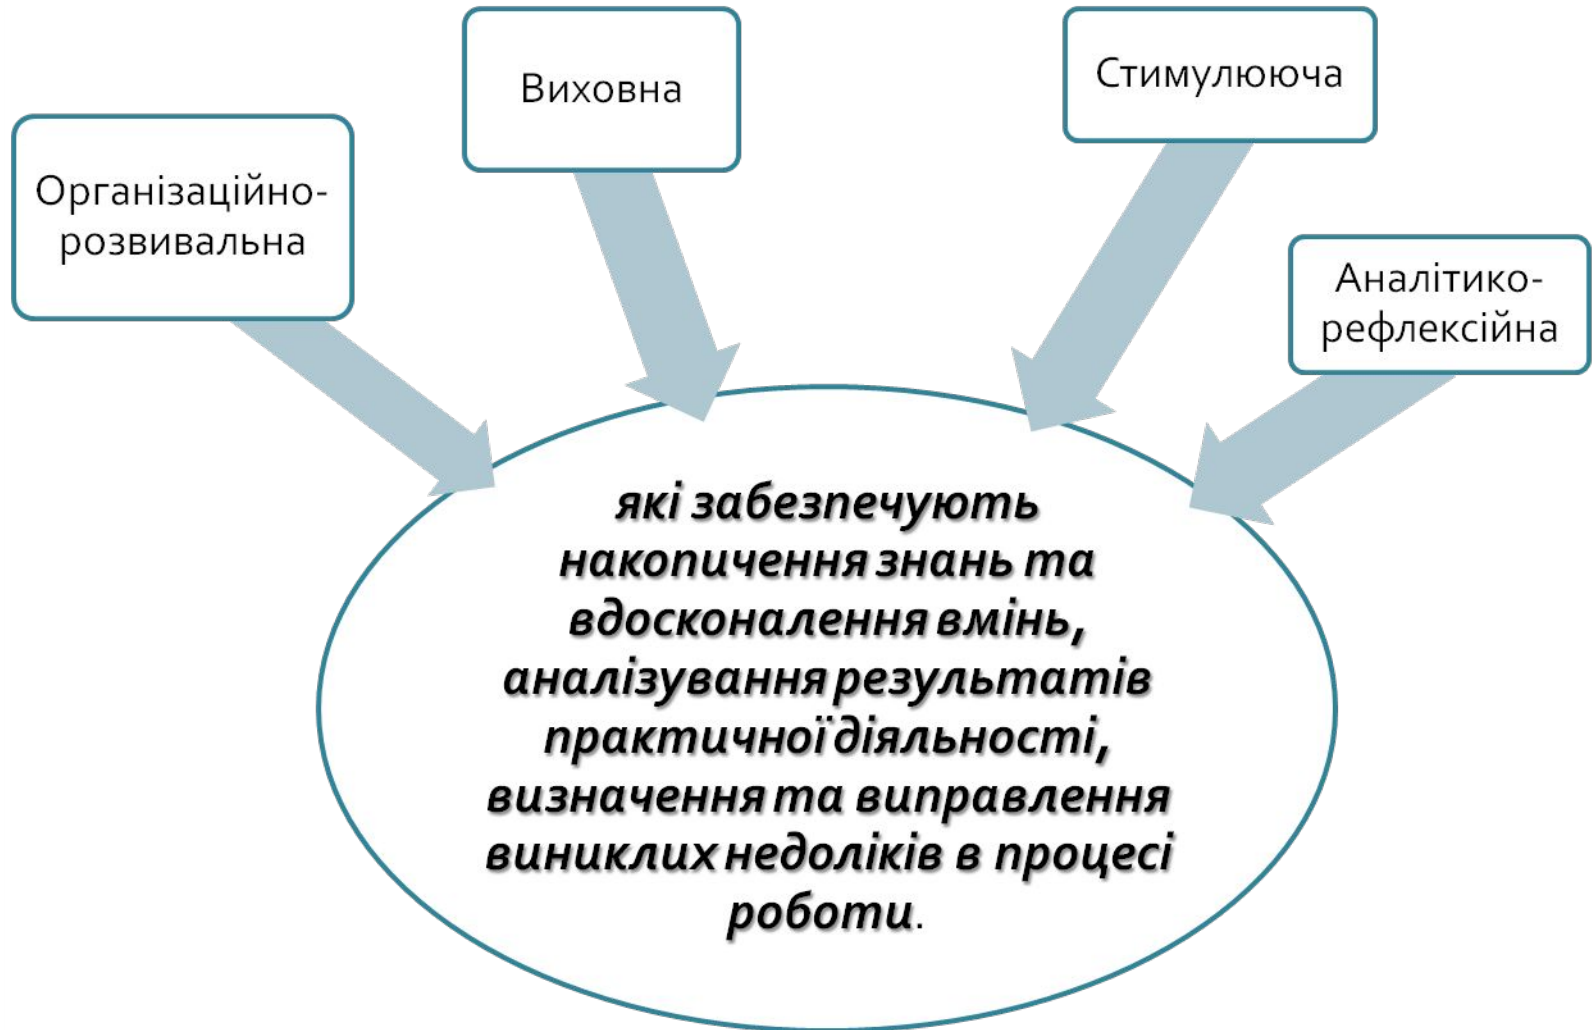 Організаційно-
розвивальна
Виховна
Стимулююча
Аналітико-
рефлексійна
які забезпечують
накопичення знань та
вдосконалення вмінь,
аналізування результатів
практичної діяльності,
визначення та виправлення
виниклих недоліків в процесі
роботи.